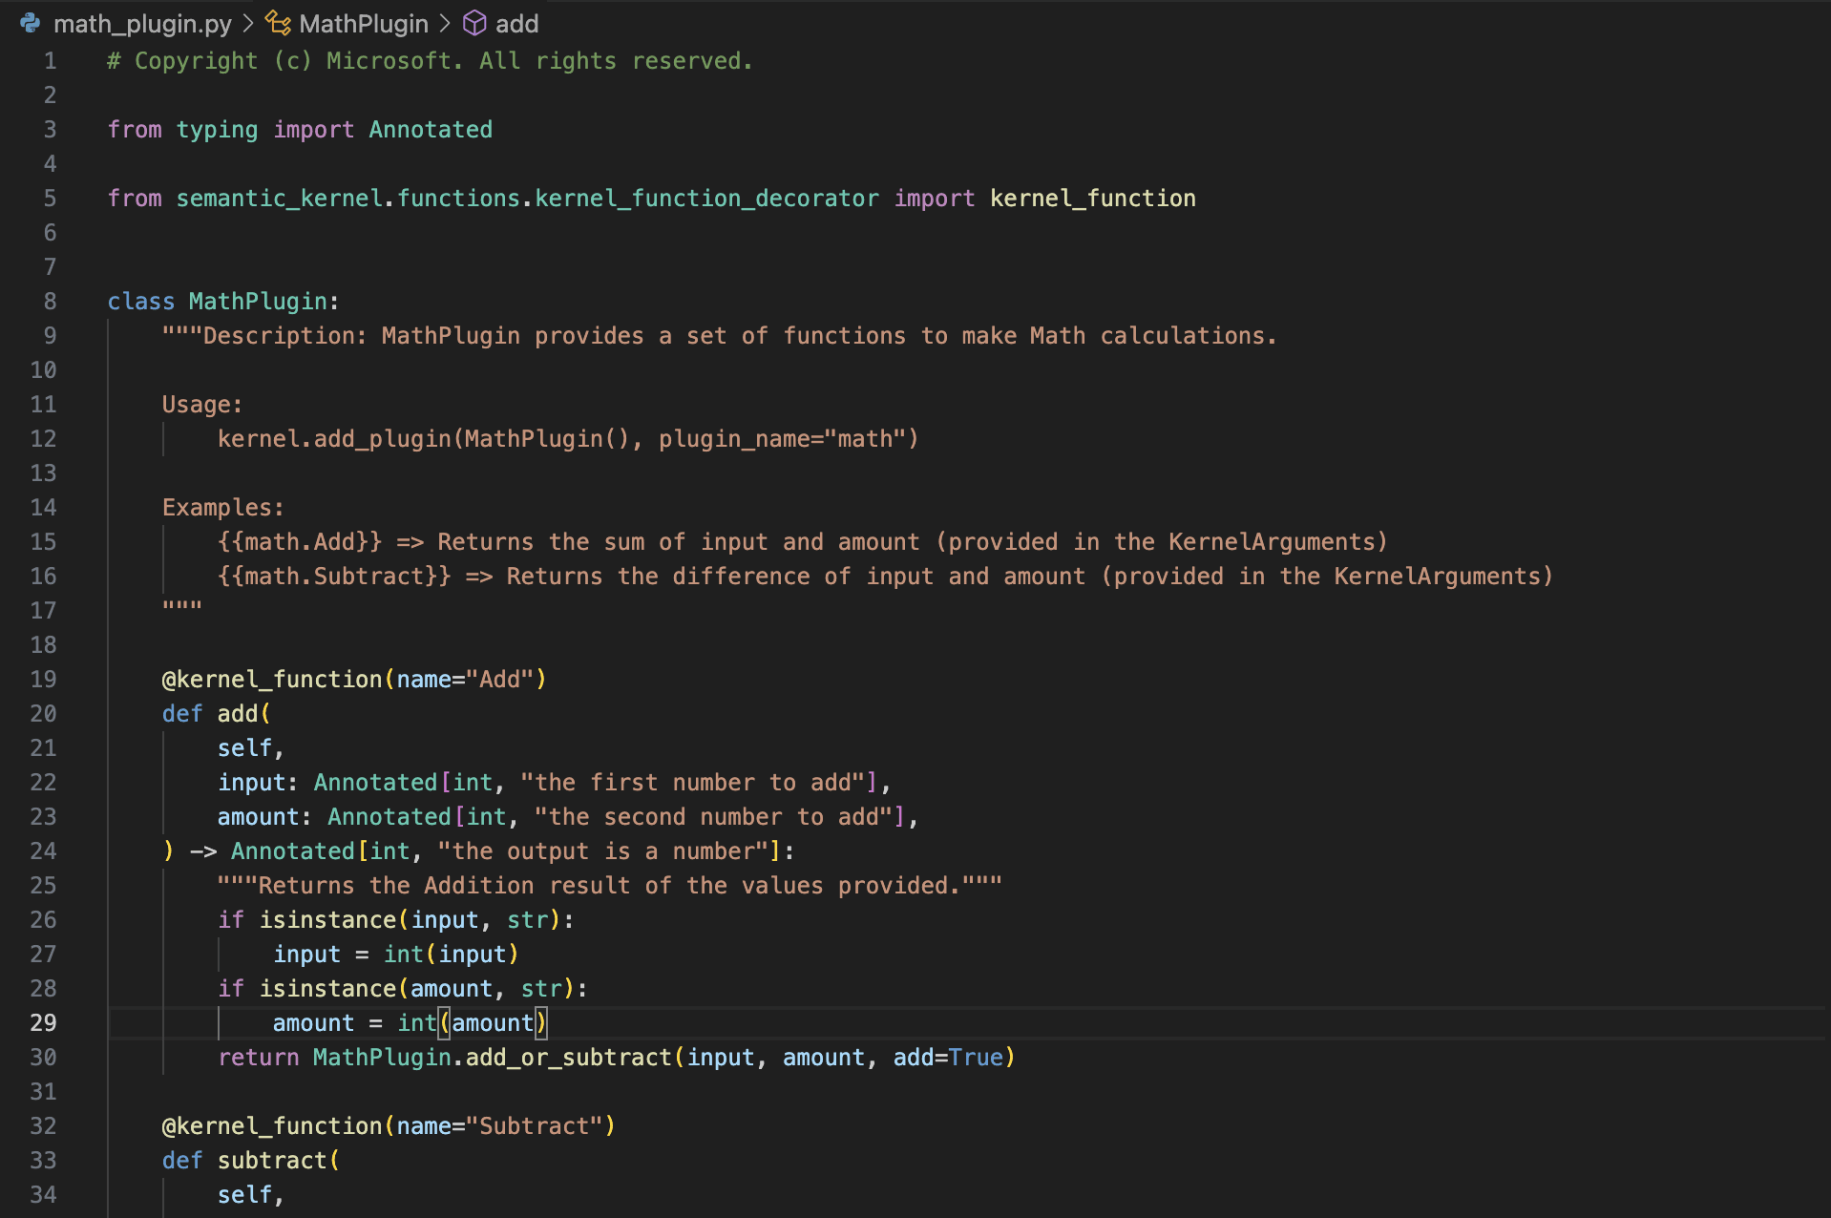 math_plugin.py > MathPlugin > add
1 # Copyright (c) Microsoft. All rights reserved.
2
3 from typing import Annotated
4
5 from semantic_kernel.functions.kernel_function_decorator import kernel_function
6
7
8 class MathPlugin:
9     """Description: MathPlugin provides a set of functions to make Math calculations.
10
11     Usage:
12         kernel.add_plugin(MathPlugin(), plugin_name="math")
13
14     Examples:
15         {{math.Add}} => Returns the sum of input and amount (provided in the KernelArguments)
16         {{math.Subtract}} => Returns the difference of input and amount (provided in the KernelArguments)
17     """
18
19     @kernel_function(name="Add")
20     def add(
21         self,
22         input: Annotated[int, "the first number to add"],
23         amount: Annotated[int, "the second number to add"],
24     ) -> Annotated[int, "the output is a number"]:
25         """Returns the Addition result of the values provided."""
26         if isinstance(input, str):
27             input = int(input)
28         if isinstance(amount, str):
29             amount = int(amount)
30         return MathPlugin.add_or_subtract(input, amount, add=True)
31
32     @kernel_function(name="Subtract")
33     def subtract(
34         self,